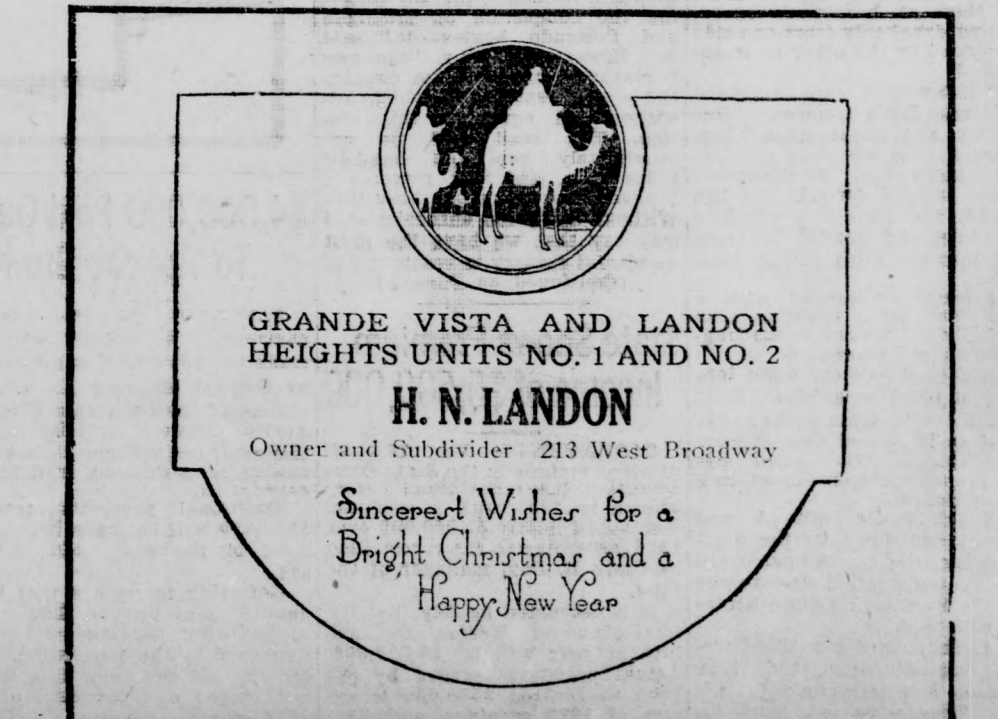 GRANDE VISTA AND LANDON
HEIGHTS UNITS NO. 1 AND NO. 2
H. N. LANDON
Owner and Subdivider 213 West Broadway
Sincerest Wishes for a
Bright Christmas and a
Happy New Year